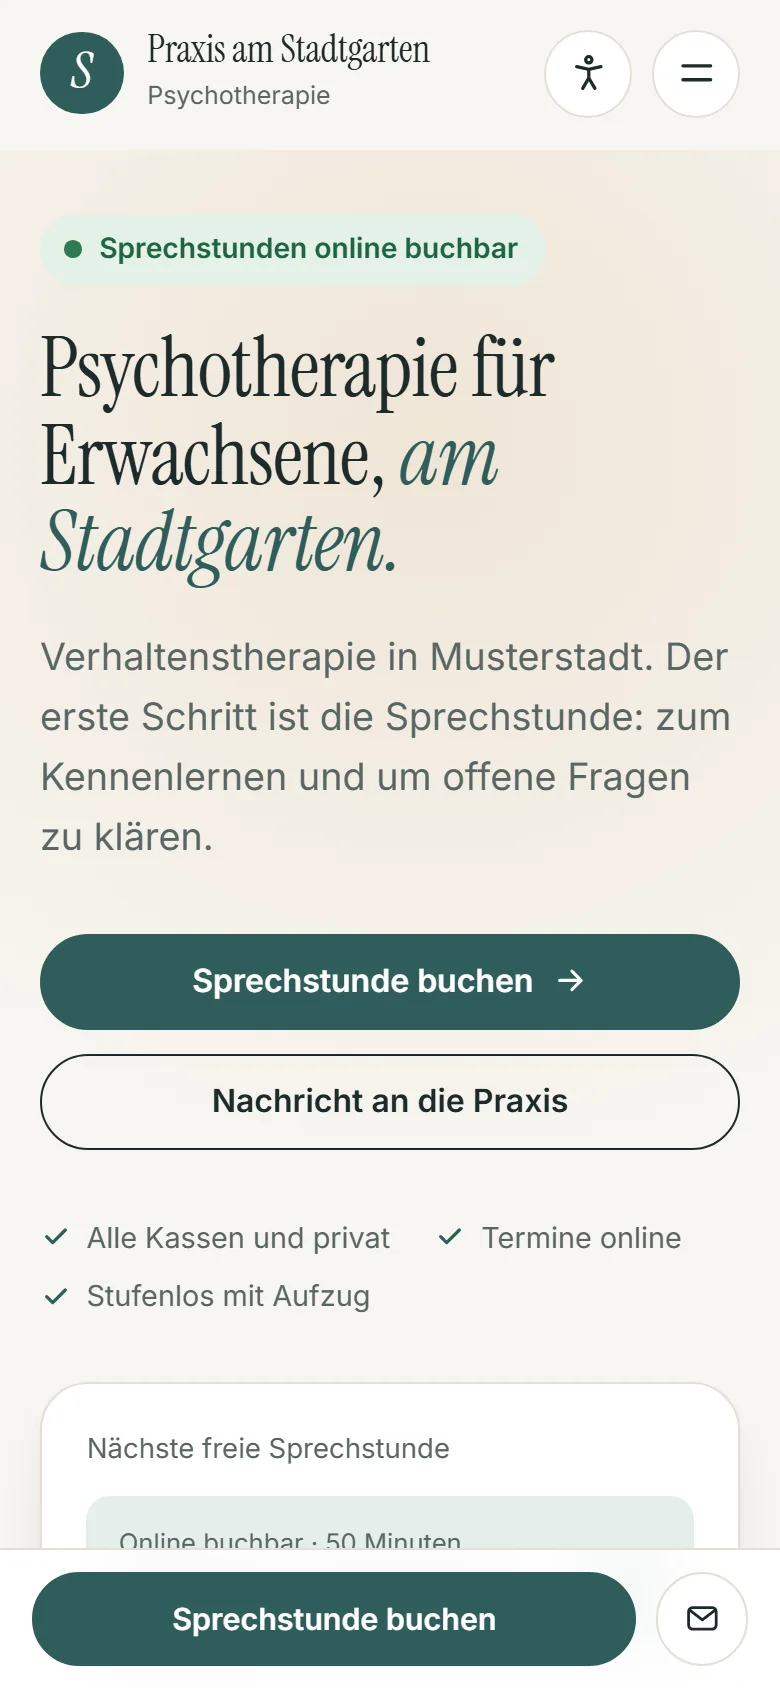 S
Praxis am Stadtgarten
Psychotherapie
Sprechstunden online buchbar
Psychotherapie für
Erwachsene, am
Stadtgarten.
Verhaltenstherapie in Musterstadt. Der
erste Schritt ist die Sprechstunde: zum
Kennenlernen und um offene Fragen
zu klären.
Sprechstunde buchen →
Nachricht an die Praxis
Alle Kassen und privat
Termine online
Stufenlos mit Aufzug
Nächste freie Sprechstunde
Online buchbar · 50 Minuten
Sprechstunde buchen